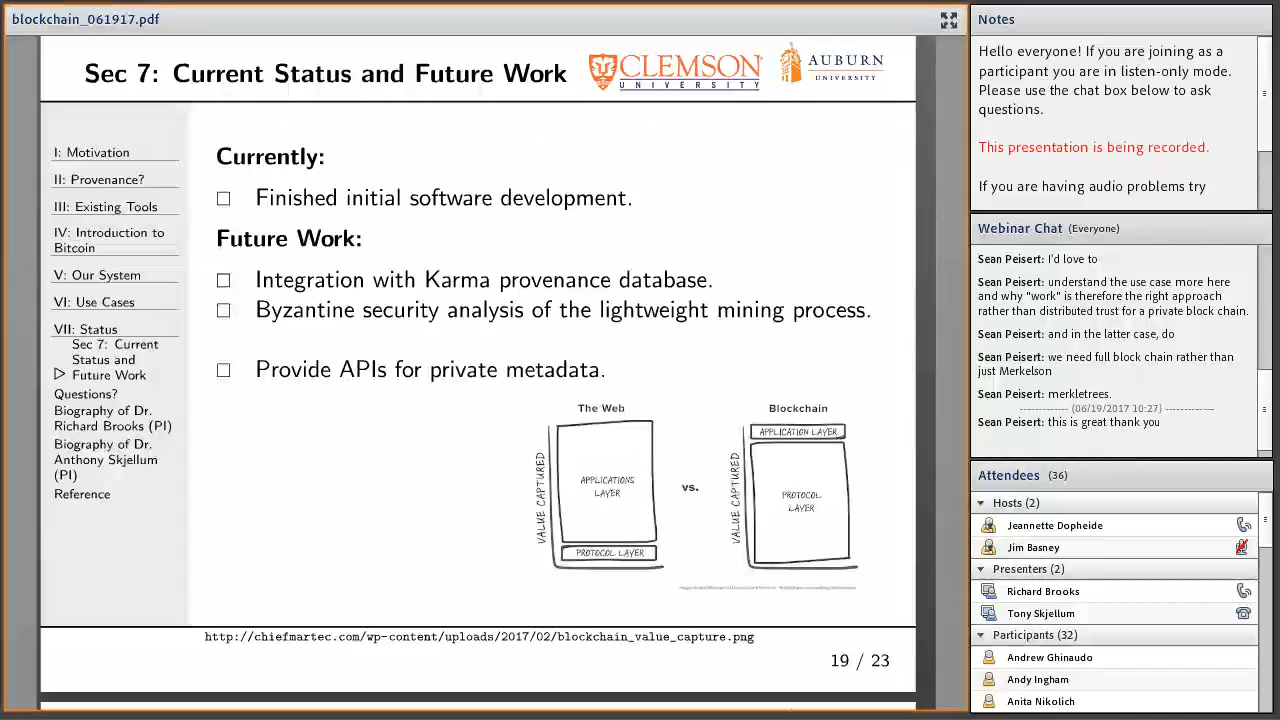 blockchain_061917.pdf
Sec 7: Current Status and Future Work
CLEMSON
UNIVERSITY
AUBURN
UNIVERSITY
I: Motivation
II: Provenance?
III: Existing Tools
IV: Introduction to
Bitcoin
V: Our System
VI: Use Cases
VII: Status
Sec 7: Current
Status and
▷ Future Work
Questions?
Biography of Dr.
Richard Brooks (PI)
Biography of Dr.
Anthony Skjellum
(PI)
Reference
Currently:
□ Finished initial software development.
Future Work:
□ Integration with Karma provenance database.
□ Byzantine security analysis of the lightweight mining process.
□ Provide APIs for private metadata.
The Web
VALUE CAPTURED
APPLICATIONS
LAYER
PROTOCOL LAYER
vs.
Blockchain
VALUE CAPTURED
APPLICATION LAYER
PROTOCOL
LAYER
http://chiefmartec.com/wp-content/uploads/2017/02/blockchain_value_capture.png
19 / 23
Notes
Hello everyone! If you are joining as a
participant you are in listen-only mode.
Please use the chat box below to ask
questions.
This presentation is being recorded.
If you are having audio problems try
Webinar Chat (Everyone)
Sean Peisert: I'd love to
Sean Peisert: understand the use case more here
and why "work" is therefore the right approach
rather than distributed trust for a private block chain.
Sean Peisert: and in the latter case, do
Sean Peisert: we need full block chain rather than
just Merkelson
Sean Peisert: merkletrees.
------------- (06/19/2017 10:27) -------------
Sean Peisert: this is great thank you
Attendees (36)
Hosts (2)
Jeannette Dopheide
Jim Basney
Presenters (2)
Richard Brooks
Tony Skjellum
Participants (32)
Andrew Ghinaudo
Andy Ingham
Anita Nikolich